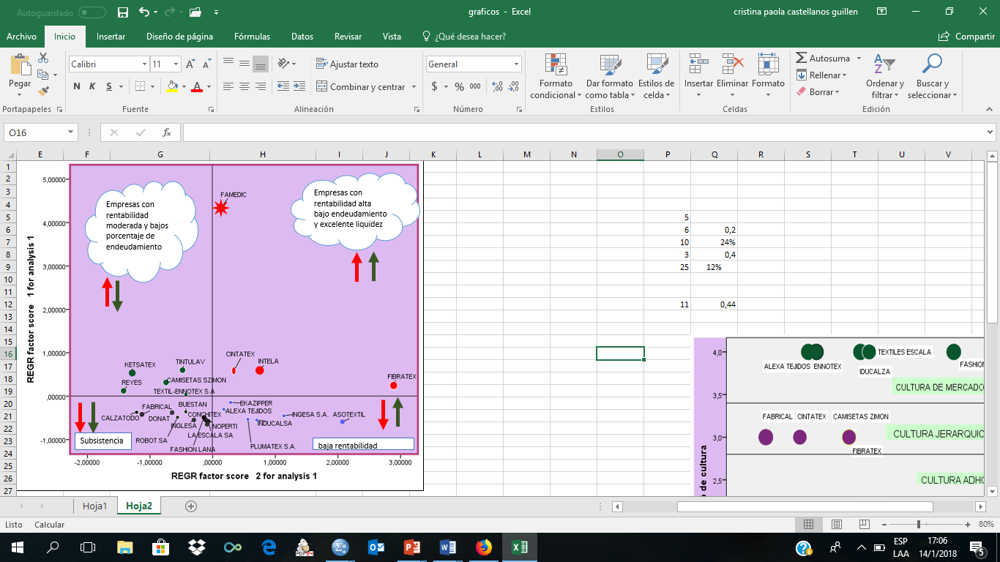 Autoguardado
graficos - Excel
cristina paola castellanos guillen
Archivo Inicio Insertar Diseño de página Fórmulas Datos Revisar Vista ¿Qué desea hacer? Compartir
Pegar
Portapapeles
Calibri 11
N K S
Fuente
Ajustar texto
Combinar y centrar
Alineación
General
$ % 000
Número
Formato condicional
Dar formato como tabla
Estilos de celda
Estilos
Insertar Eliminar Formato
Celdas
Autosuma
Rellenar
Borrar
Ordenar y filtrar
Buscar y seleccionar
Edición
O16
fx
E F G H I J K L M N O P Q R S T U V
1
2
3
4
5
6
7
8
9
10
11
12
13
14
15
16
17
18
19
20
21
22
23
24
25
26
27
REGR factor score 1 for analysis 1
5,00000
4,00000
3,00000
2,00000
1,00000
,00000
-1,00000
Empresas con
rentabilidad
moderada y bajos
porcentaje de
endeudamiento
FAMEDIC
Empresas con
rentabilidad alta
bajo endeudamiento
y excelente liquidez
KETSATEX
TINTULAV
CINTATEX
INTELA
REYES
CAMISETAS SZIMON
FIBRATEX
TEXTIL-ENNOTEX S.A
CALZATODO
FABRICAL
BUESTAN
EKAZIPPER
DONAT
CONCHITEX
ALEXA TEJIDOS
INGESA S.A.
ASOTEXTIL
INGLESA
NOPERTI
INDUCALSA
ROBOT SA
LA ESCALA SA
FASHION LANA
PLUMATEX S.A.
Subsistencia
baja rentabilidad
-2,00000 -1,00000 ,00000 1,00000 2,00000 3,00000
REGR factor score 2 for analysis 1
5
6 0,2
10 24%
3 0,4
25 12%
11 0,44
de cultura
4,0
3,5
3,0
2,5
ALEXA TEJIDOS ENNOTEX
TEXTILES ESCALA
IDUCALZA
FASHION
CULTURA DE MERCADO
FABRICAL CINTATEX CAMISETAS ZIMON
CULTURA JERARQUIC
FIBRATEX
CULTURA ADHO
Hoja1 Hoja2
Listo Calcular
80%
ESP
LAA
17:06
14/1/2018
5